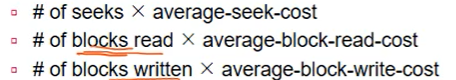 # of seeks × average-seek-cost
# of blocks read × average-block-read-cost
# of blocks written × average-block-write-cost